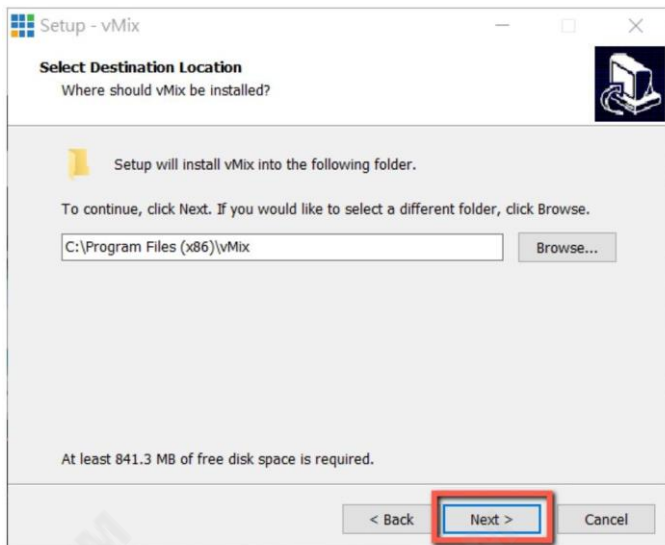 Setup - vMix
Select Destination Location
Where should vMix be installed?
Setup will install vMix into the following folder.
To continue, click Next. If you would like to select a different folder, click Browse.
C:\Program Files (x86)\vMix
Browse...
At least 841.3 MB of free disk space is required.
< Back
Next >
Cancel